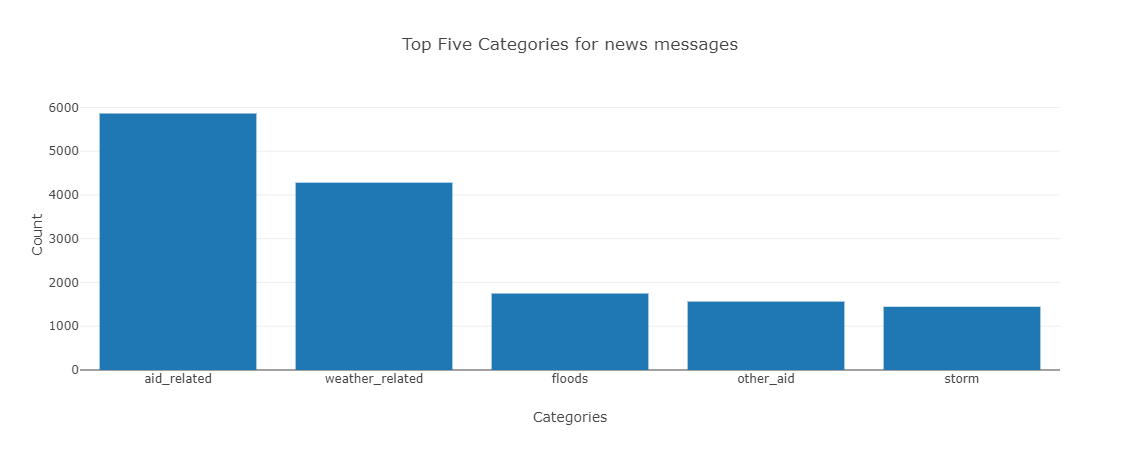 Top Five Categories for news messages
6000
5000
4000
3000
2000
1000
0
Count
aid_related weather_related floods other_aid storm
Categories